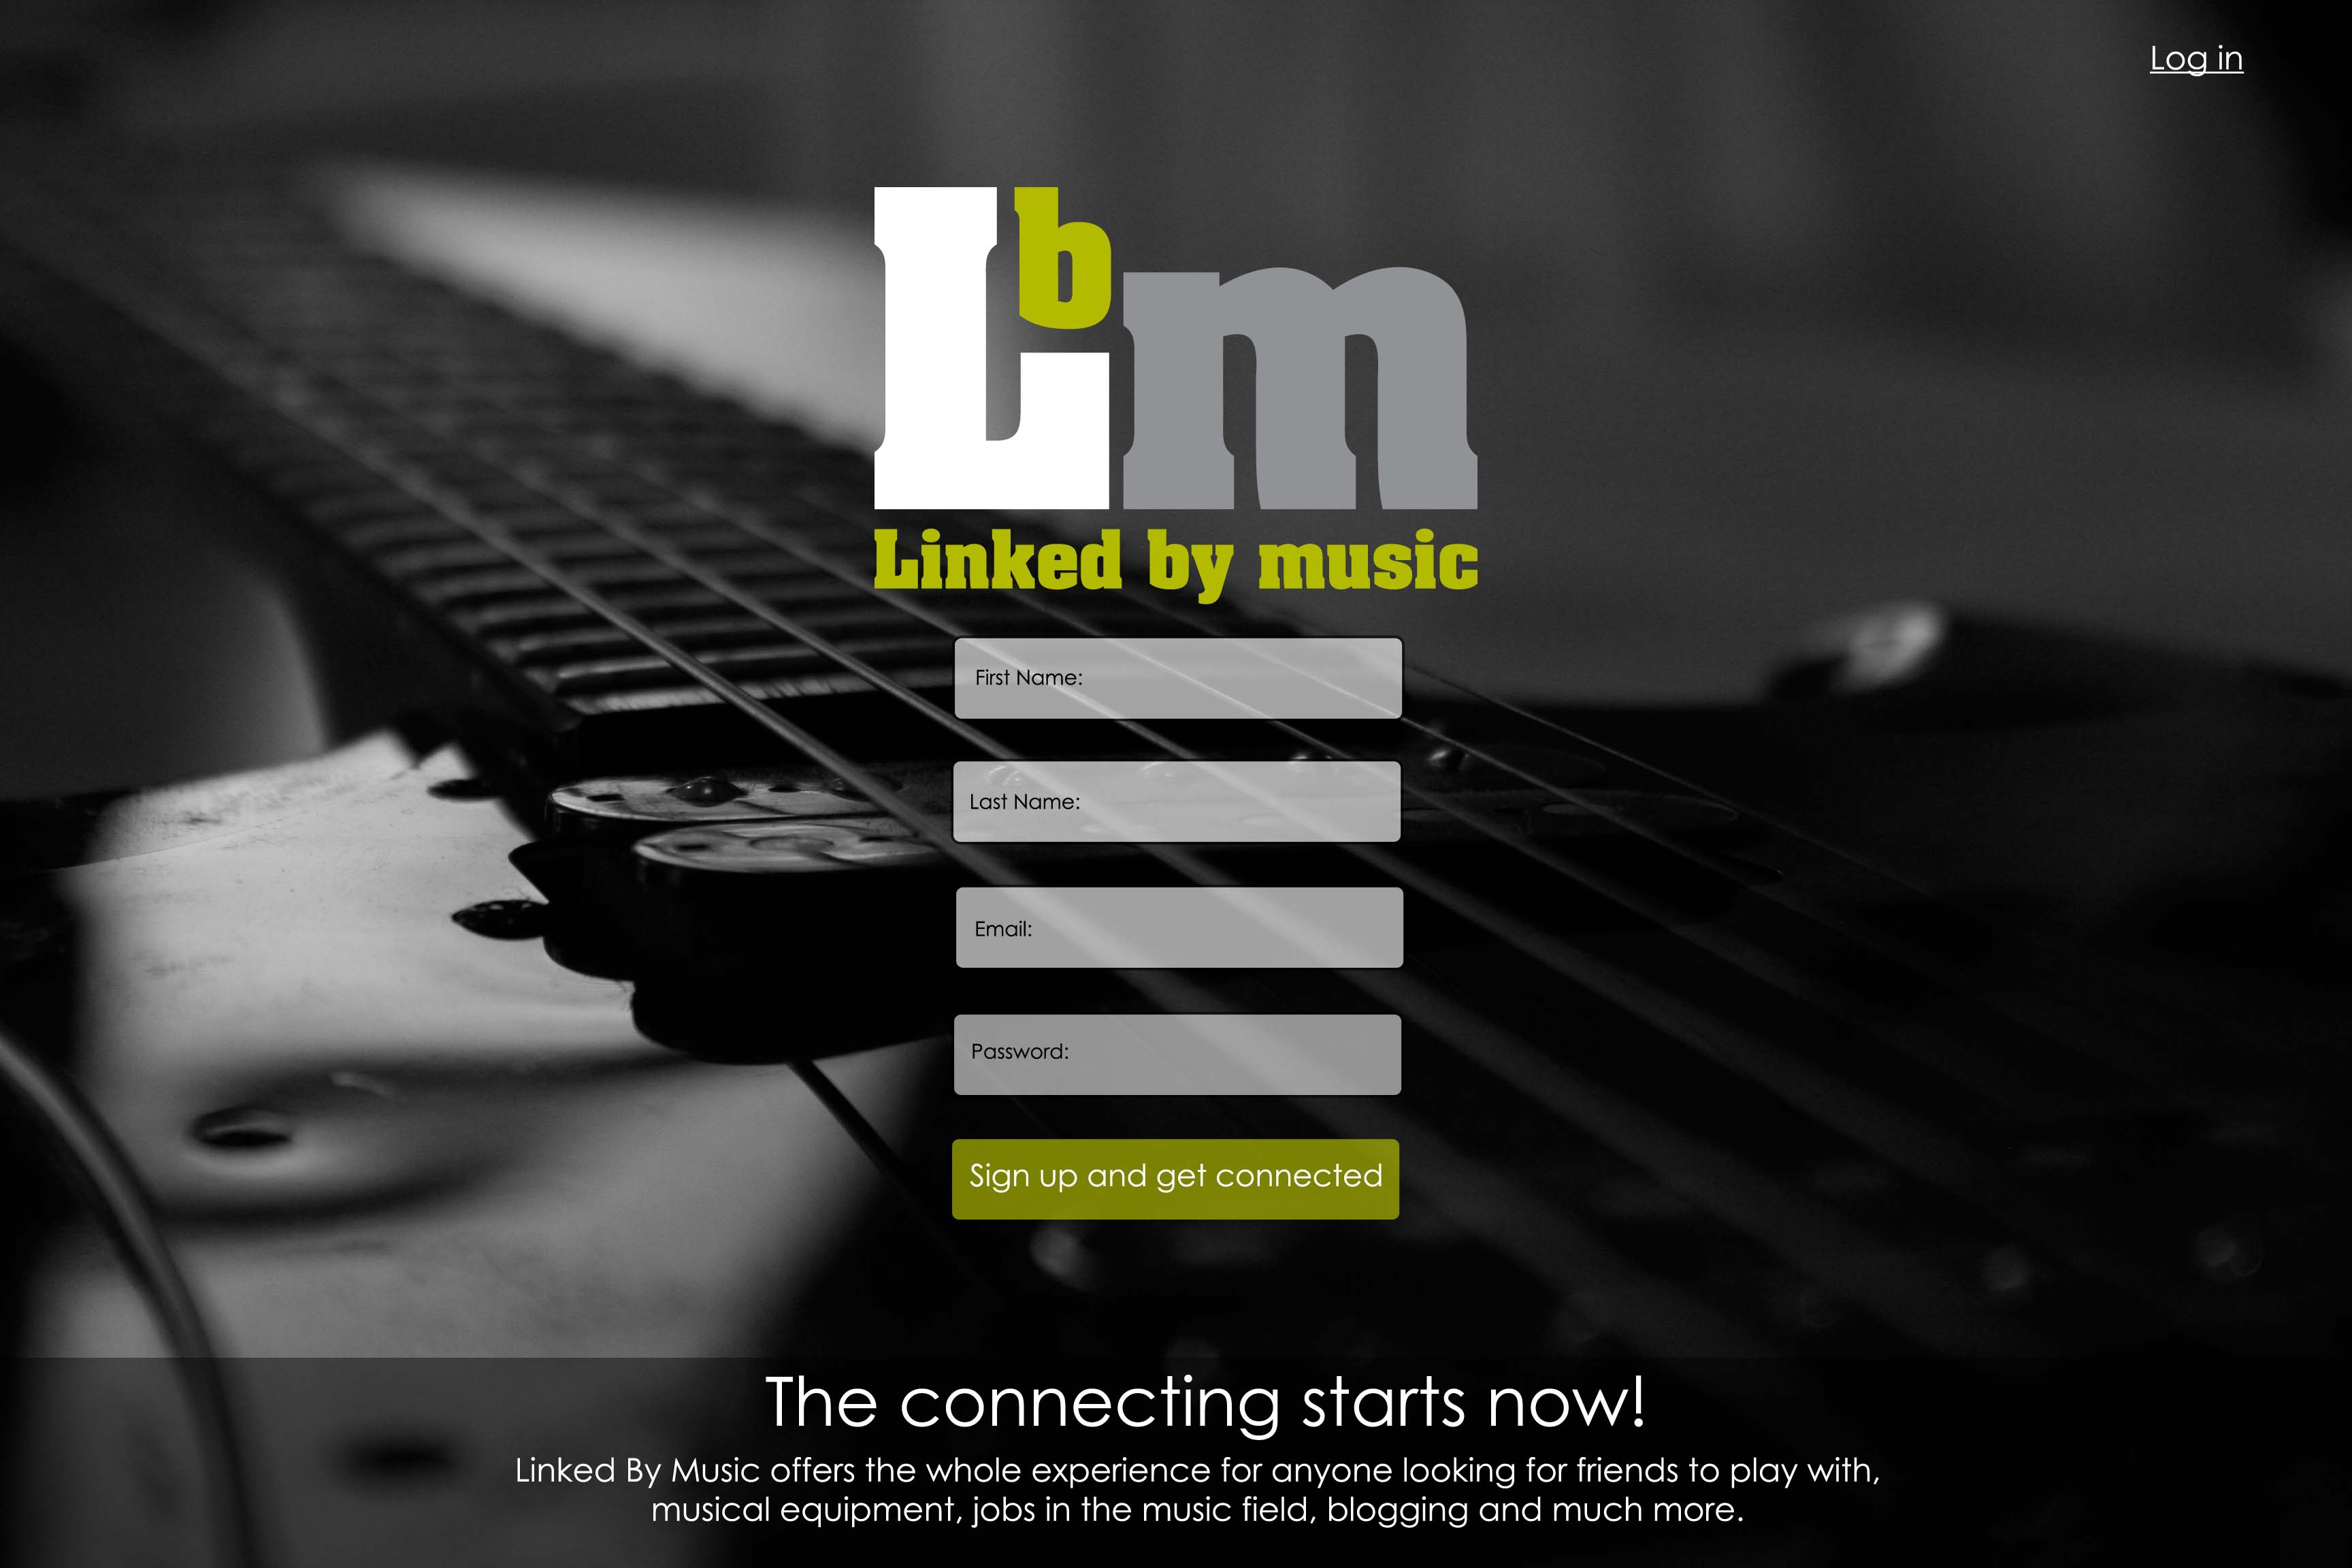 Log in
Lbm
Linked by music
First Name:
Last Name:
Email:
Password:
Sign up and get connected
The connecting starts now!
Linked By Music offers the whole experience for anyone looking for friends to play with,
musical equipment, jobs in the music field, blogging and much more.